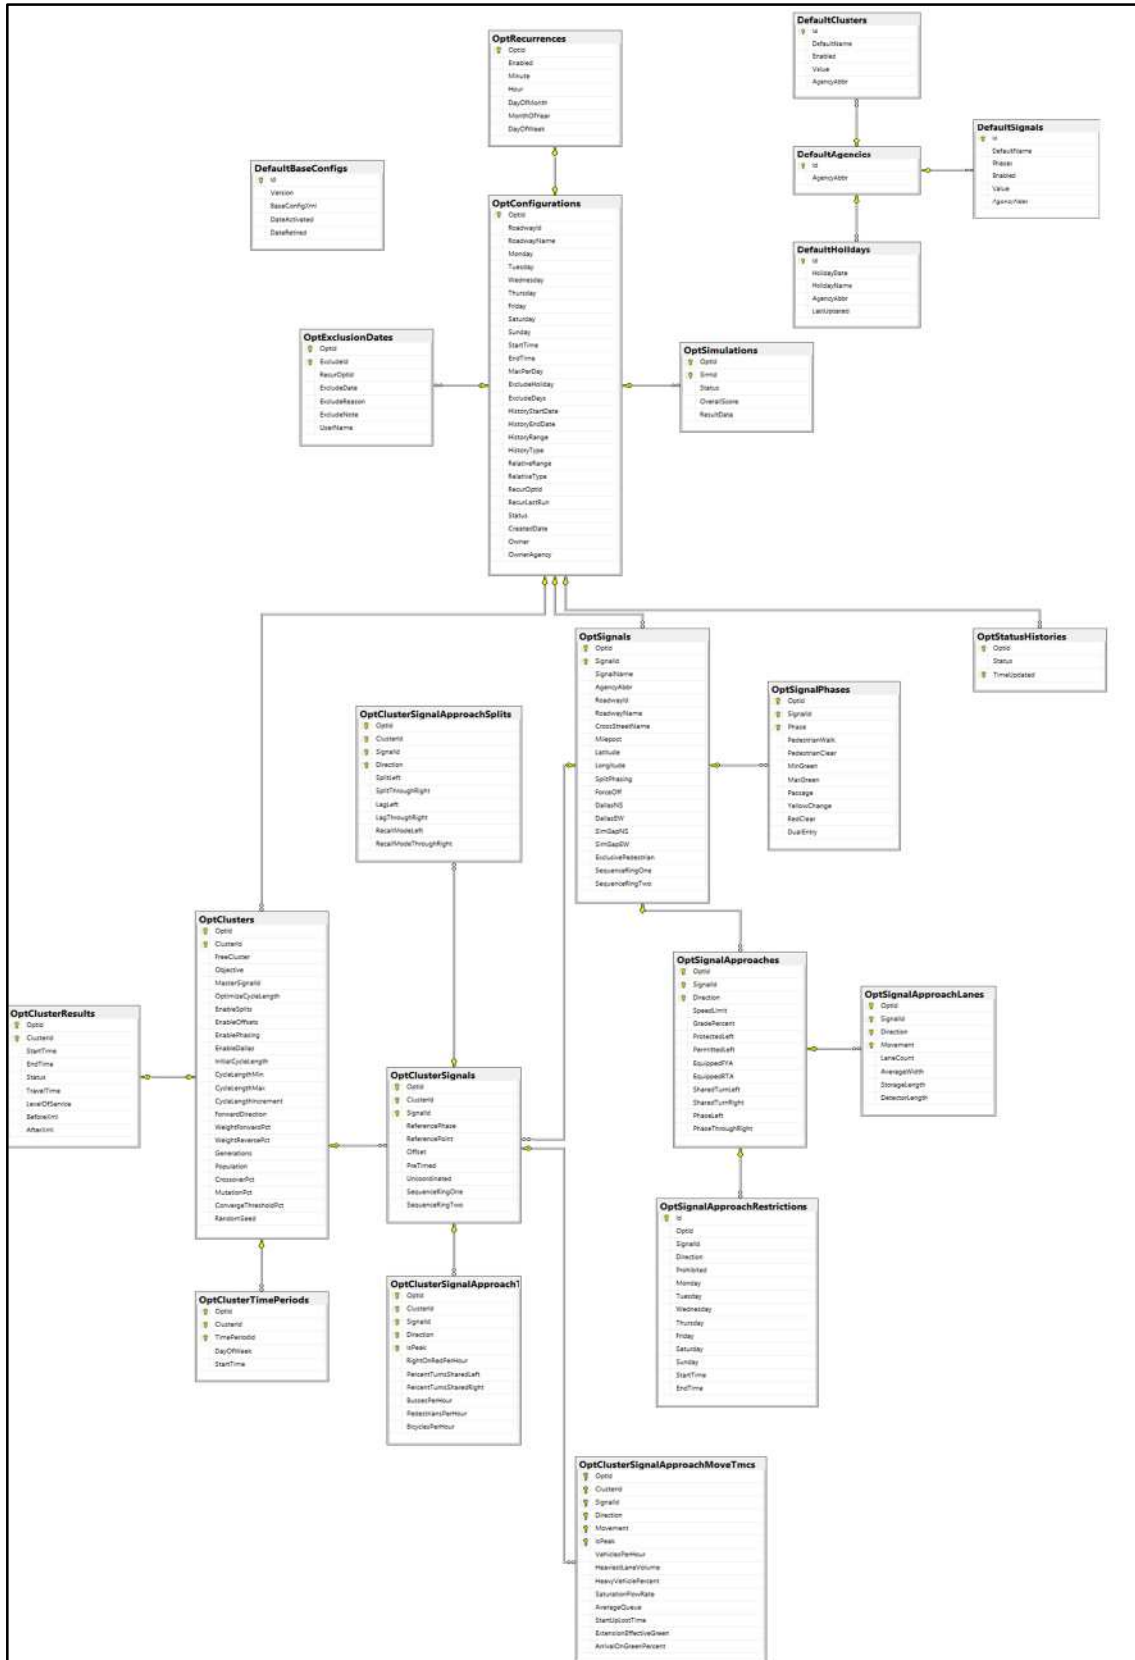 OptRecurrences
OptId
Enabled
Minute
Hour
DayOfMonth
MonthOfYear
DayOfWeek
DefaultClusters
Id
DefaultName
Enabled
Value
AgencyAbbr
DefaultSignals
Id
DefaultName
Phases
Enabled
Value
AgencyAbbr
DefaultAgencies
Id
AgencyAbbr
DefaultBaseConfigs
Id
Version
BaseConfigXml
DateActivated
DateRetired
OptConfigurations
OptId
RoadwayId
RoadwayName
Monday
Tuesday
Wednesday
Thursday
Friday
Saturday
Sunday
StartTime
EndTime
MaxPerDay
ExcludeHoliday
ExcludeDays
HistoryStartDate
HistoryEndDate
HistoryRange
HistoryType
RelativeRange
RelativeType
RecurOptId
RecurLastRun
Status
CreatedDate
Owner
OwnerAgency
DefaultHolidays
Id
HolidayDate
HolidayName
AgencyAbbr
LastUpdated
OptExclusionDates
OptId
ExcludeId
RecurOptId
ExcludeDate
ExcludeReason
ExcludeNote
UserName
OptSimulations
OptId
SimId
Status
OverallScore
ResultData
OptSignals
OptId
SignalId
SignalName
AgencyAbbr
RoadwayId
RoadwayName
CrossStreetName
Milepost
Latitude
Longitude
SplitPhasing
ForceOff
DallasNS
DallasEW
SimGapNS
SimGapEW
ExclusivePedestrian
SequenceRingOne
SequenceRingTwo
OptStatusHistories
OptId
Status
TimeUpdated
OptSignalPhases
OptId
SignalId
Phase
PedestrianWalk
PedestrianClear
MinGreen
MaxGreen
Passage
YellowChange
RedClear
DualEntry
OptClusterSignalApproachSplits
OptId
ClusterId
SignalId
Direction
SplitLeft
SplitThroughRight
LagLeft
LagThroughRight
RecallModeLeft
RecallModeThroughRight
OptClusters
OptId
ClusterId
FreeCluster
Objective
MasterSignalId
OptimizeCycleLength
EnableSplits
EnableOffsets
EnablePhasing
EnableDallas
InitialCycleLength
CycleLengthMin
CycleLengthMax
CycleLengthIncrement
ForwardDirection
WeightForwardPct
WeightReversePct
Generations
Population
CrossoverPct
MutationPct
ConvergeThresholdPct
RandomSeed
OptSignalApproaches
OptId
SignalId
Direction
SpeedLimit
GradePercent
ProtectedLeft
PermittedLeft
EquippedFYA
EquippedRTA
SharedTurnLeft
SharedTurnRight
PhaseLeft
PhaseThroughRight
OptSignalApproachLanes
OptId
SignalId
Direction
Movement
LaneCount
AverageWidth
StorageLength
DetectorLength
OptClusterResults
OptId
ClusterId
StartTime
EndTime
Status
TravelTime
LevelOfService
BeforeXml
AfterXml
OptClusterSignals
OptId
ClusterId
SignalId
ReferencePhase
ReferencePoint
Offset
PreTimed
Uncoordinated
SequenceRingOne
SequenceRingTwo
OptSignalApproachRestrictions
Id
OptId
SignalId
Direction
Prohibited
Monday
Tuesday
Wednesday
Thursday
Friday
Saturday
Sunday
StartTime
EndTime
OptClusterTimePeriods
OptId
ClusterId
TimePeriodId
DayOfWeek
StartTime
OptClusterSignalApproachT
OptId
ClusterId
SignalId
Direction
IsPeak
RightOnRedPerHour
PercentTurnsSharedLeft
PercentTurnsSharedRight
BussesPerHour
PedestriansPerHour
BicyclesPerHour
OptClusterSignalApproachMoveTmcs
OptId
ClusterId
SignalId
Direction
Movement
IsPeak
VehiclesPerHour
HeaviestLaneVolume
HeavyVehiclePercent
SaturationFlowRate
AverageQueue
StartUpLostTime
ExtensionEffectiveGreen
ArrivalOnGreenPercent